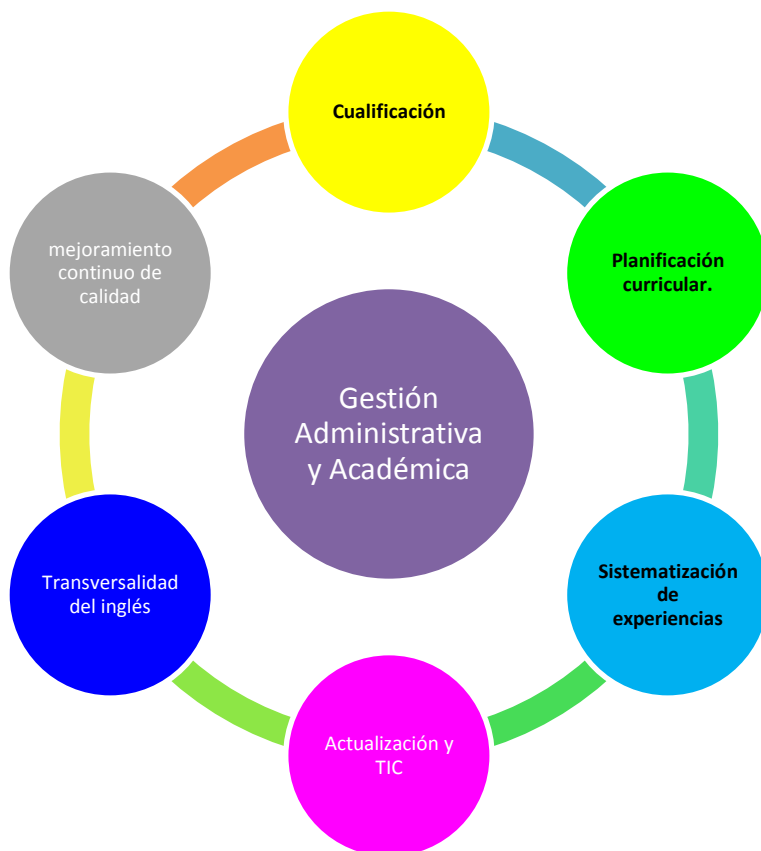 Cualificación
Planificación
curricular.
Sistematización
de
experiencias
Actualización y
TIC
Transversalidad
del inglés
mejoramiento
continuo de
calidad
Gestión
Administrativa
y Académica